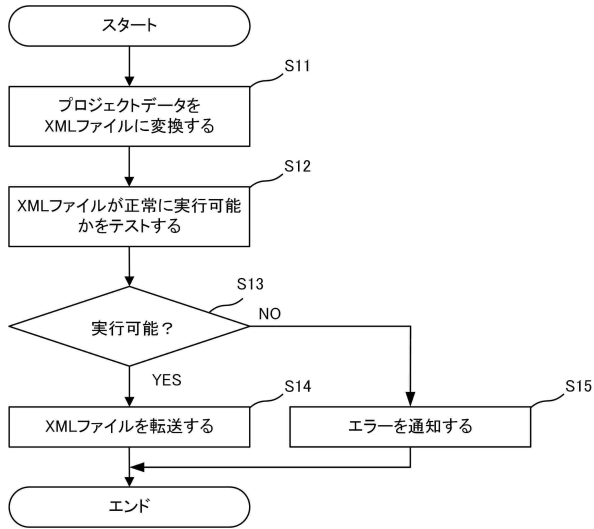 スタート
S11
プロジェクトデータを
XMLファイルに変換する
S12
XMLファイルが正常に実行可能
かをテストする
S13
実行可能？
NO
YES
S14
XMLファイルを転送する
S15
エラーを通知する
エンド